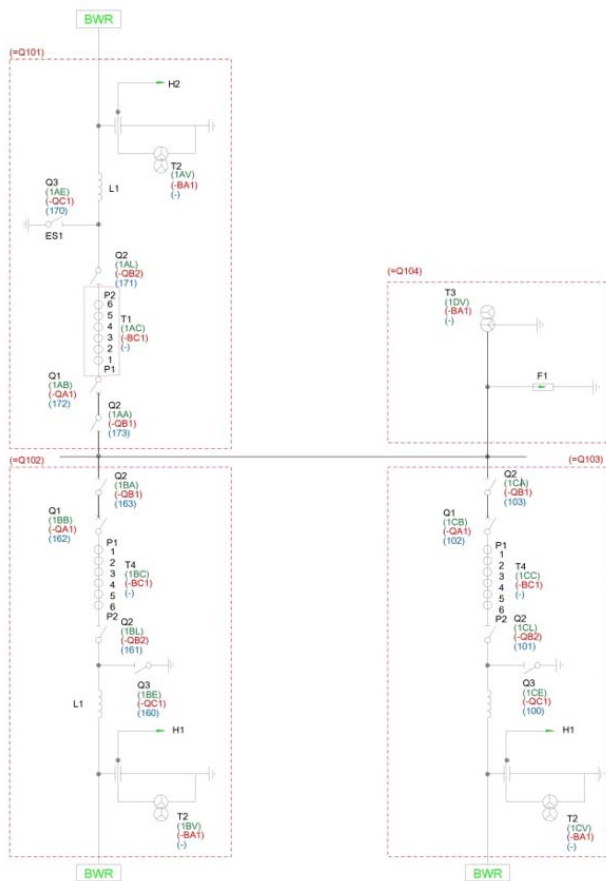 BWR
(=Q101)
H2
T2
(1AV)
(-BA1)
(-)
L1
Q3
(1AE)
(-QC1)
(170)
ES1
Q2
(1AL)
(-QB2)
(171)
P2
6
5
4
3
2
1
P1
T1
(1AC)
(-BC1)
(-)
Q1
(1AB)
(-QA1)
(172)
Q2
(1AA)
(-QB1)
(173)
(=Q104)
T3
(1DV)
(-BA1)
(-)
F1
(=Q102)
Q2
(1BA)
(-QB1)
(163)
Q1
(1BB)
(-QA1)
(162)
P1
1
2
3
4
5
6
P2
T4
(1BC)
(-BC1)
(-)
Q2
(1BL)
(-QB2)
(161)
Q3
(1BE)
(-QC1)
(160)
L1
H1
T2
(1BV)
(-BA1)
(-)
BWR
(=Q103)
Q2
(1CA
(-QB1)
(103)
Q1
(1CB)
(-QA1)
(102)
P1
1
2
3
4
5
6
P2
T4
(1CC)
(-BC1)
(-)
Q2
(1CL)
(-QB2)
(101)
Q3
(1CE)
(-QC1)
(100)
H1
T2
(1CV)
(-BA1)
(-)
BWR